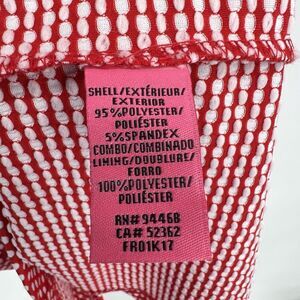 SHELL/EXTÉRIEUR/
EXTERIOR
95%POLYESTER/
POLIÉSTER
5%SPANDEX
COMBO/COMBINADO
LINING/DOUBLURE/
FORRO
100%POLYESTER/
POLIÉSTER
RN# 94468
CA# 52362
FR01K17